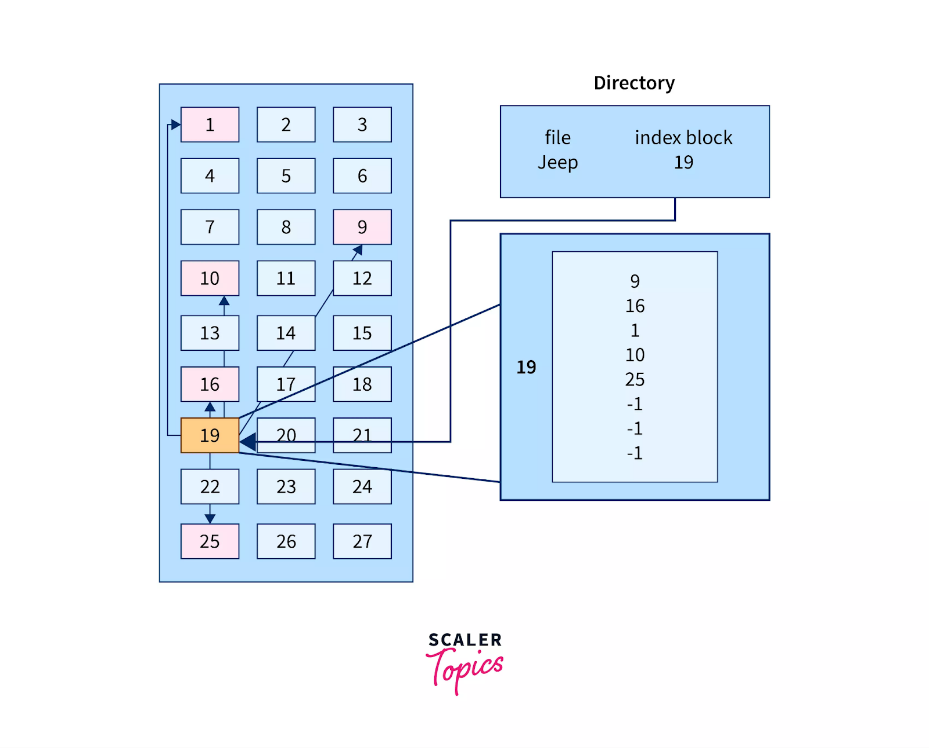 Directory
file index block
Jeep 19
1 2 3
4 5 6
7 8 9
10 11 12
13 14 15
16 17 18
19 20 21
22 23 24
25 26 27
19
9
16
1
10
25
-1
-1
-1
SCALER
Topics